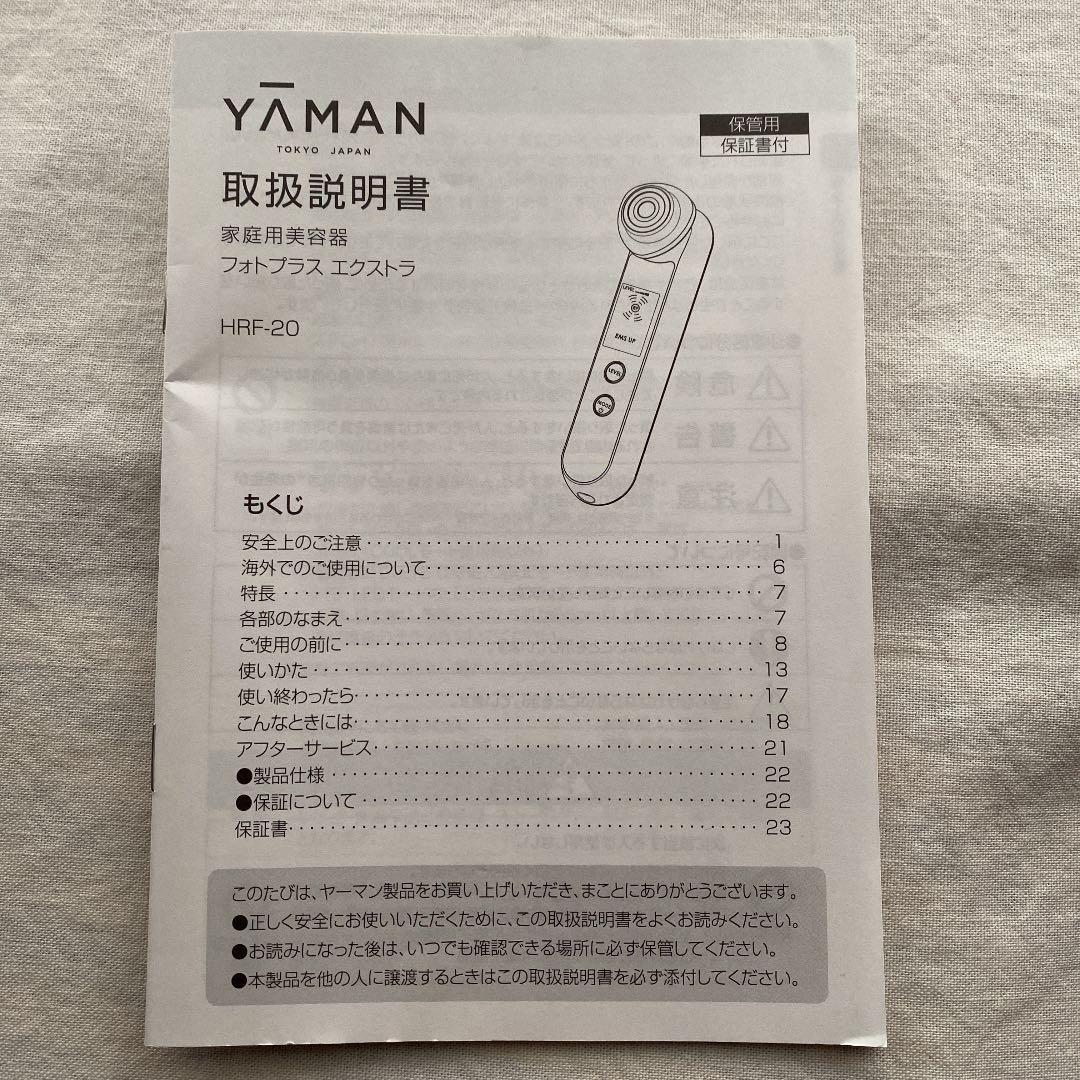 YAMAN
TOKYO JAPAN
保管用
保証書付
取扱説明書
家庭用美容器
フォトプラス エクストラ
HRF-20
LEVEL
EMS UP
LEVEL
MODE
もくじ
安全上のご注意 1
海外でのご使用について 6
特長 7
各部のなまえ 7
ご使用の前に 8
使いかた 13
使い終わったら 17
こんなときには 18
アフターサービス 21
●製品仕様 22
●保証について 22
保証書 23
このたびは、ヤーマン製品をお買い上げいただき、まことにありがとうございます。
●正しく安全にお使いいただくために、この取扱説明書をよくお読みください。
●お読みになった後は、いつでも確認できる場所に必ず保管してください。
●本製品を他の人に譲渡するときはこの取扱説明書を必ず添付してください。